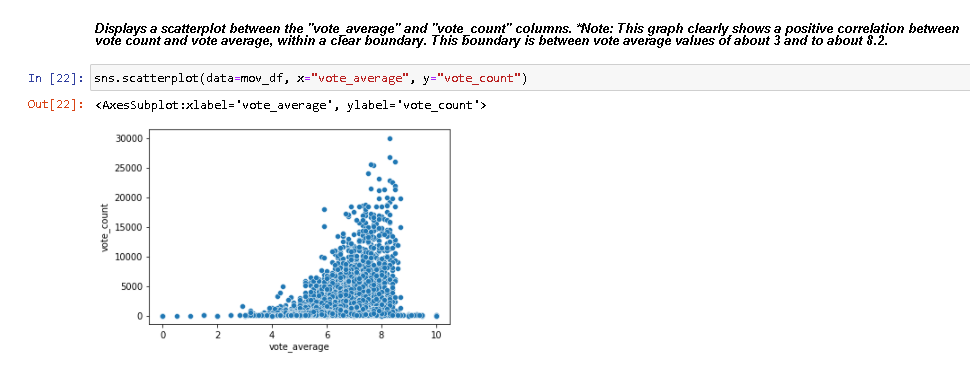 Displays a scatterplot between the "vote_average" and "vote_count" columns. *Note: This graph clearly shows a positive correlation between
vote count and vote average, within a clear boundary. This boundary is between vote average values of about 3 and to about 8.2.
In [22]: sns.scatterplot(data=mov_df, x="vote_average", y="vote_count")
Out[22]: <AxesSubplot:xlabel='vote_average', ylabel='vote_count'>
30000
25000
20000
15000
10000
5000
0
vote_count
0 2 4 6 8 10
vote_average